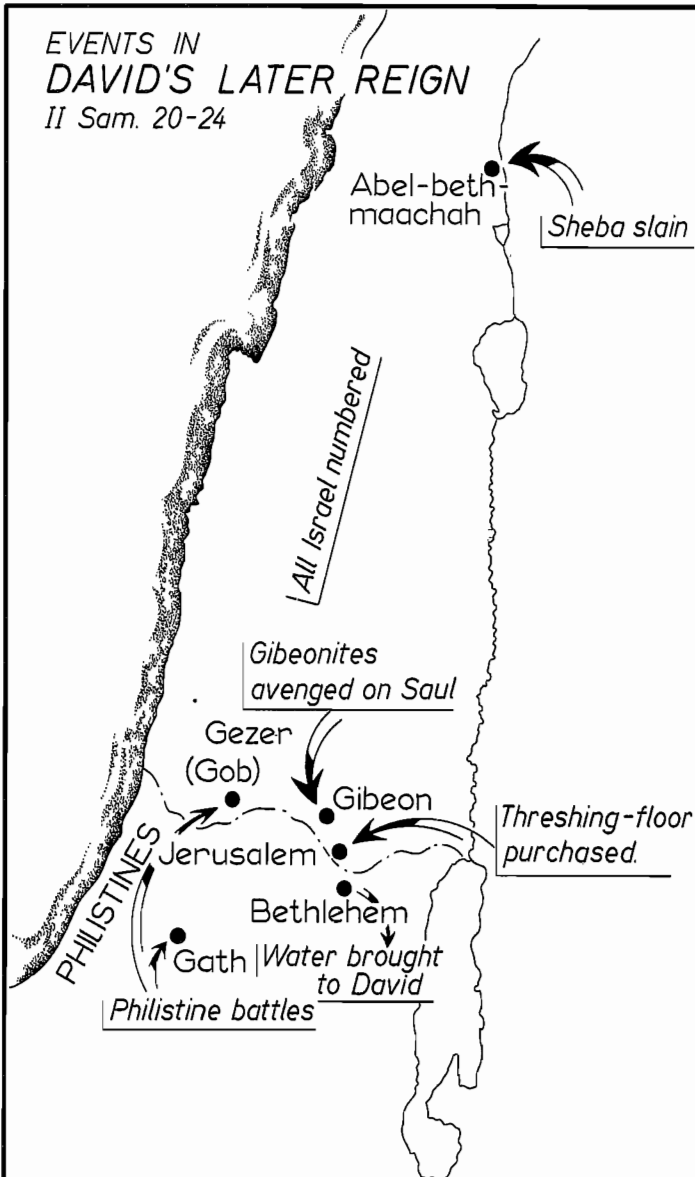 EVENTS IN
DAVID'S LATER REIGN
II Sam. 20-24
Abel-beth-
maachah
Sheba slain
All Israel numbered
Gibeonites
avenged on Saul
Gezer
(Gob)
Gibeon
Threshing-floor
purchased.
Jerusalem
PHILISTINES
Bethlehem
Gath
Water brought
to David
Philistine battles